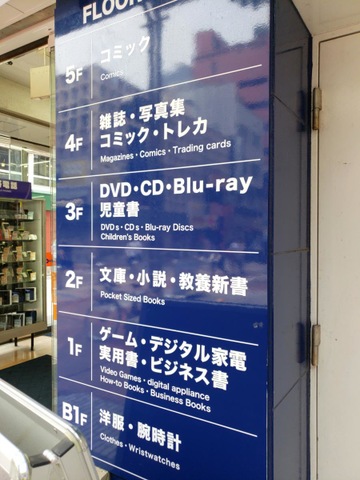 FLOOR
5F
コミック
Comics
4F
雑誌・写真集
コミック・トレカ
Magazines・Comics・Trading cards
3F
DVD・CD・Blu-ray
児童書
DVDs・CDs・Blu-ray Discs
Children's Books
2F
文庫・小説・教養新書
Pocket Sized Books
1F
ゲーム・デジタル家電
実用書・ビジネス書
Video Games・digital appliance
How-to Books・Business Books
B1F
洋服・腕時計
Clothes・Wristwatches